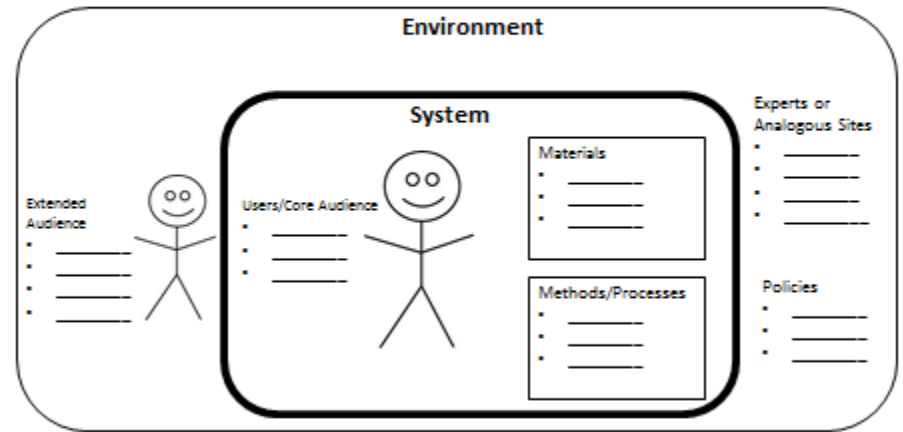 Environment
System
Experts or
Analogous Sites
Materials
Extended
Audience
Users/Core Audience
Methods/Processes
Policies